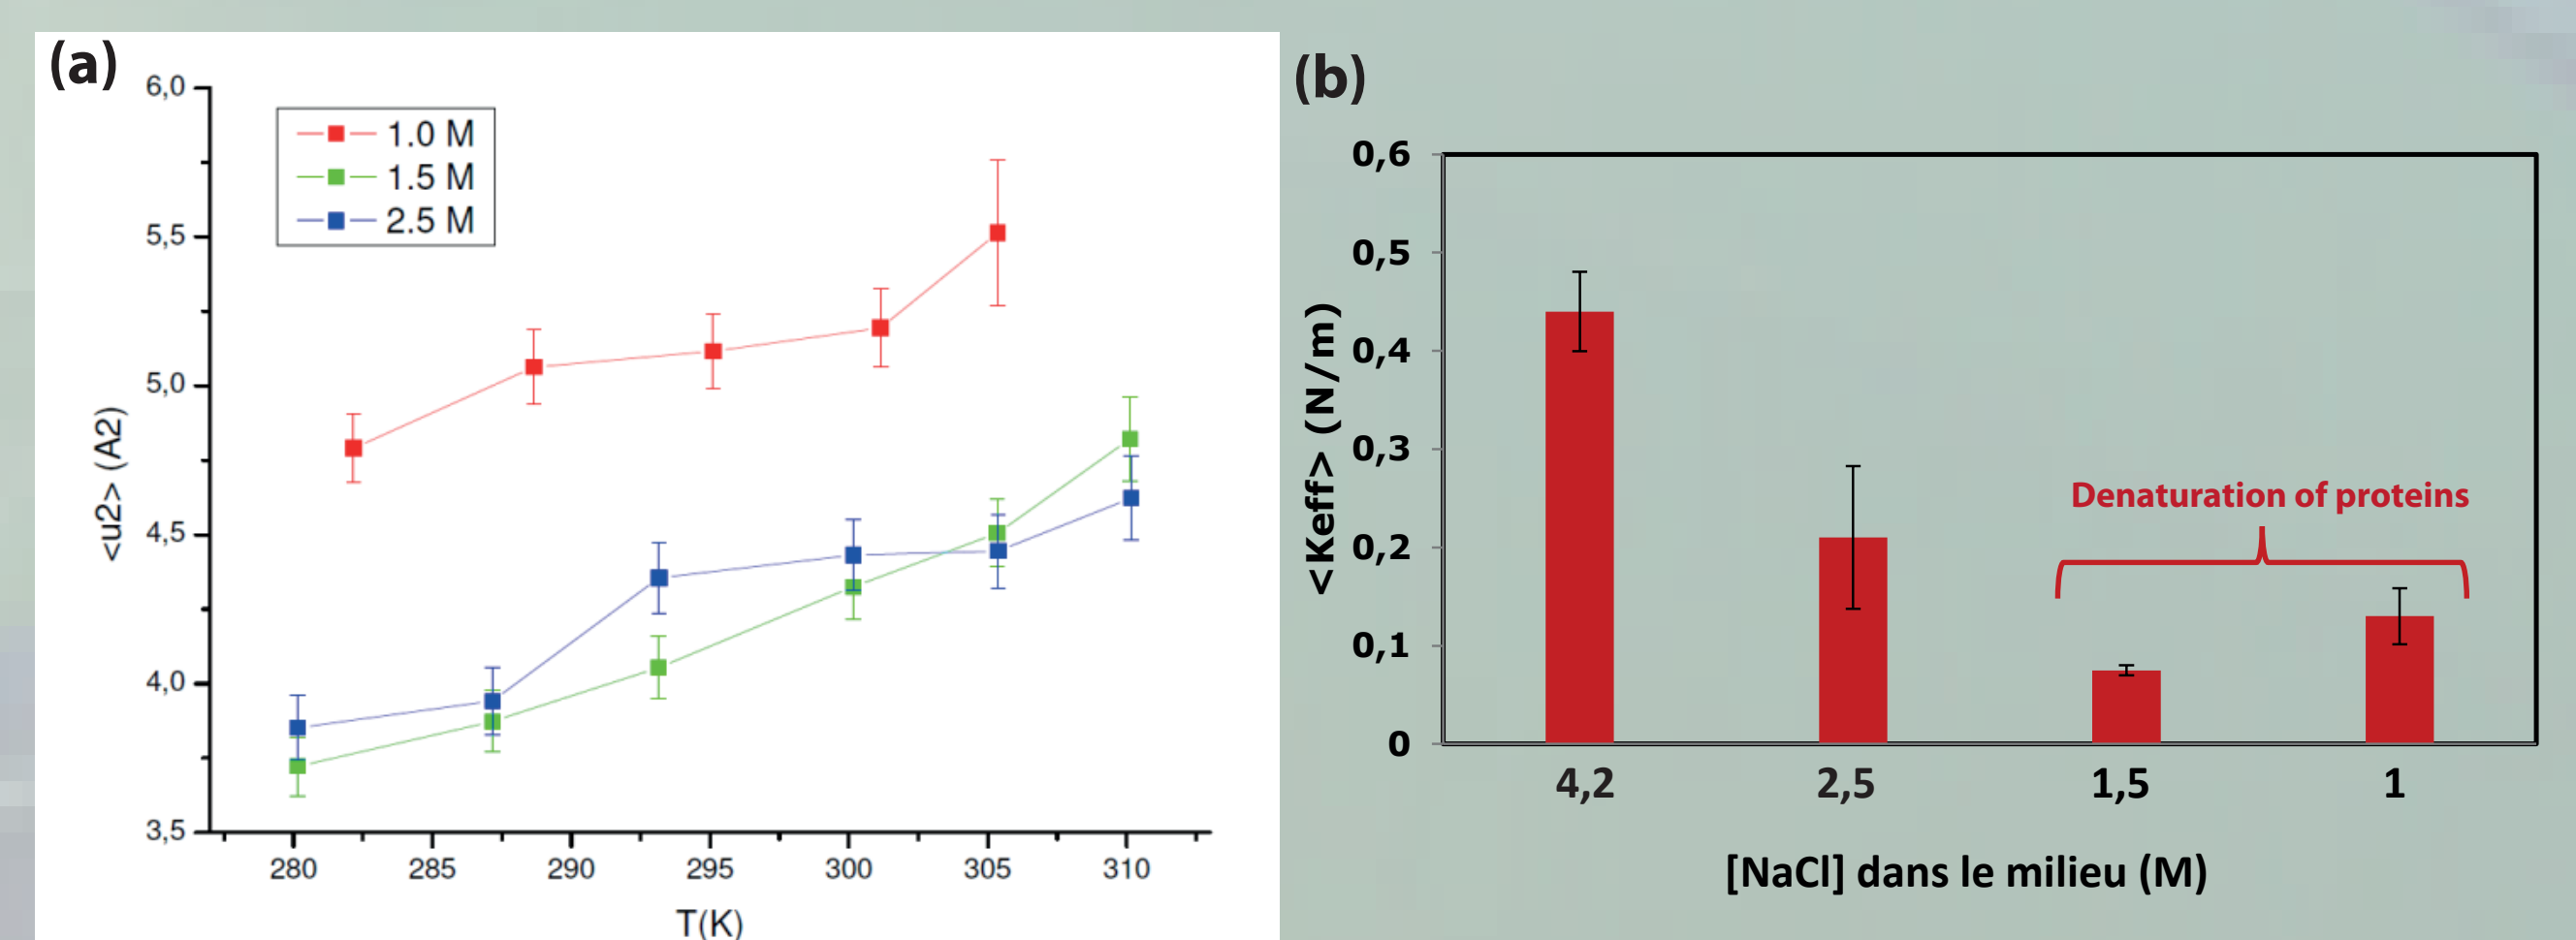 (a)
6,0
5,5
5,0
4,5
4,0
3,5
<u2> (A2)
1.0 M
1.5 M
2.5 M
280 285 290 295 300 305 310
T(K)
(b)
0,6
0,5
0,4
0,3
0,2
0,1
0
<Keff> (N/m)
Denaturation of proteins
4,2 2,5 1,5 1
[NaCl] dans le milieu (M)